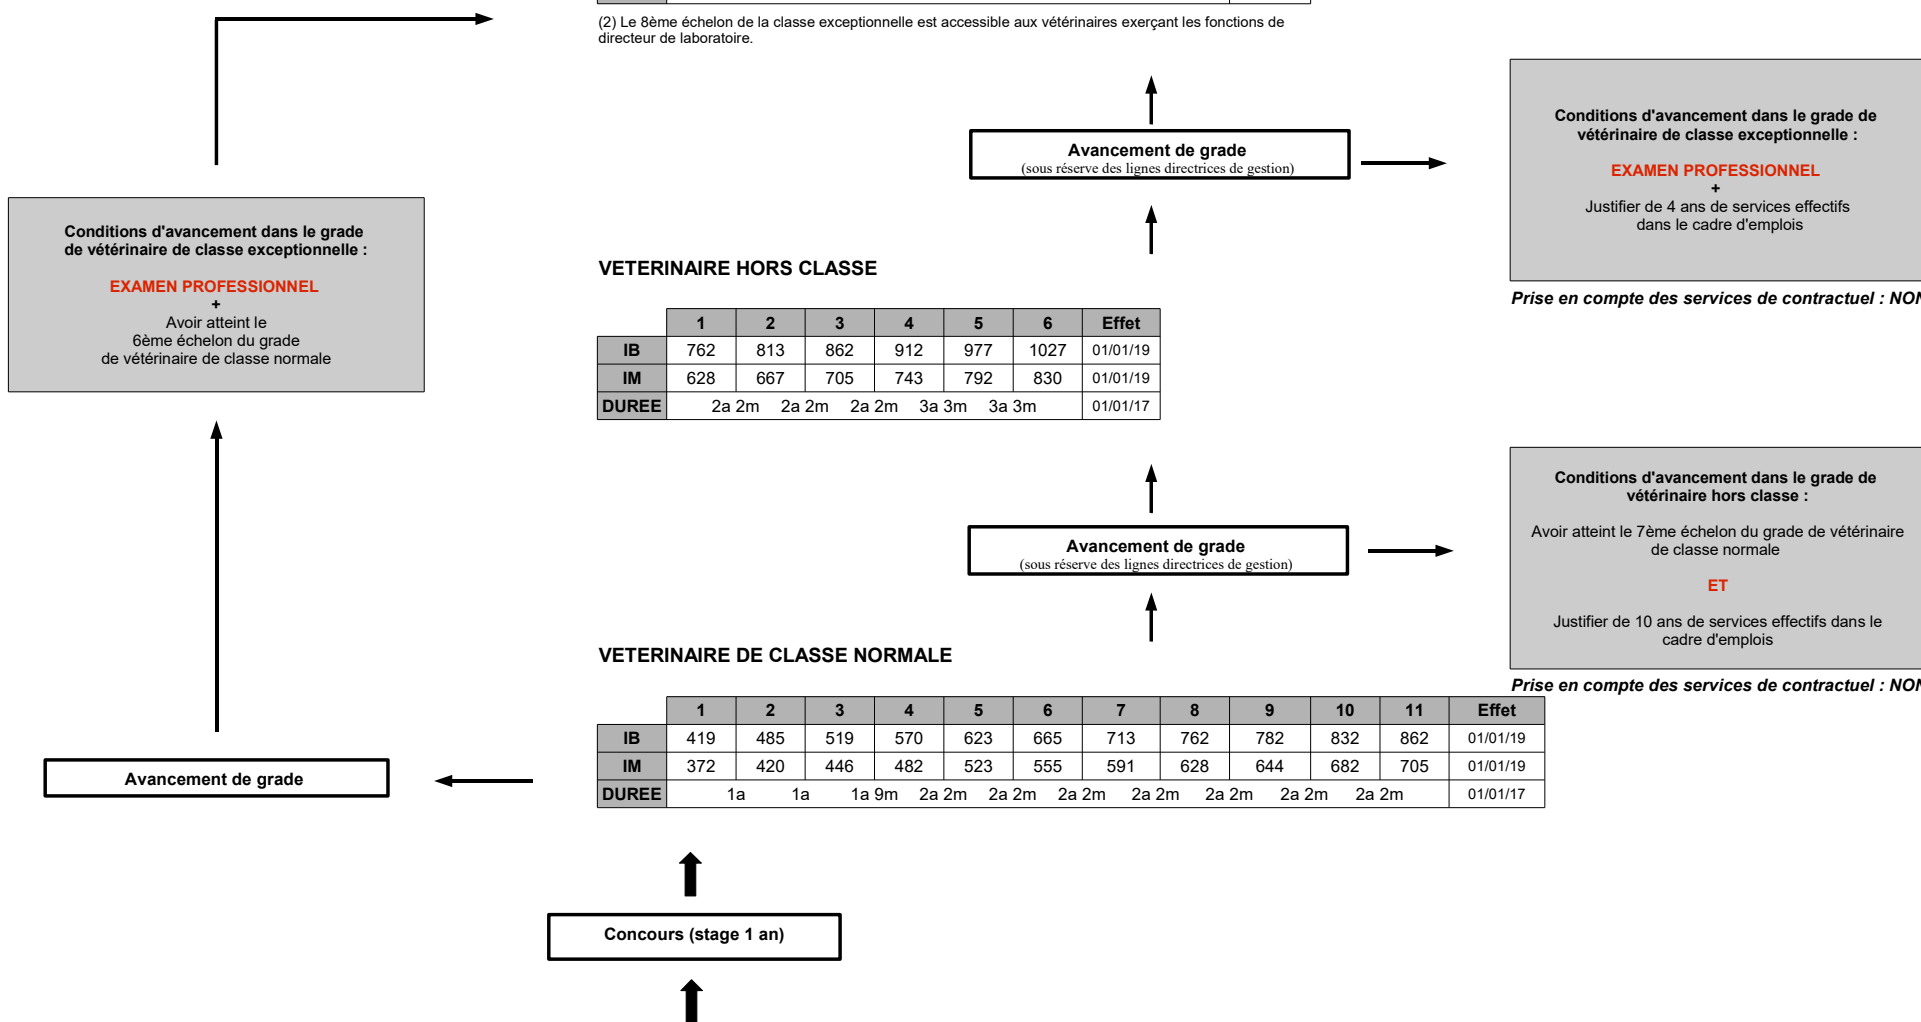 (2) Le 8ème échelon de la classe exceptionnelle est accessible aux vétérinaires exerçant les fonctions de
directeur de laboratoire.
Avancement de grade
(sous réserve des lignes directrices de gestion)
Conditions d'avancement dans le grade de
vétérinaire de classe exceptionnelle :
EXAMEN PROFESSIONNEL
+
Justifier de 4 ans de services effectifs
dans le cadre d'emplois
Prise en compte des services de contractuel : NON
Conditions d'avancement dans le grade
de vétérinaire de classe exceptionnelle :
EXAMEN PROFESSIONNEL
+
Avoir atteint le
6ème échelon du grade
de vétérinaire de classe normale
VETERINAIRE HORS CLASSE
1 2 3 4 5 6 Effet
IB 762 813 862 912 977 1027 01/01/19
IM 628 667 705 743 792 830 01/01/19
DUREE 2a 2m 2a 2m 2a 2m 3a 3m 3a 3m 01/01/17
Avancement de grade
(sous réserve des lignes directrices de gestion)
Conditions d'avancement dans le grade de
vétérinaire hors classe :
Avoir atteint le 7ème échelon du grade de vétérinaire
de classe normale
ET
Justifier de 10 ans de services effectifs dans le
cadre d'emplois
Prise en compte des services de contractuel : NON
VETERINAIRE DE CLASSE NORMALE
1 2 3 4 5 6 7 8 9 10 11 Effet
IB 419 485 519 570 623 665 713 762 782 832 862 01/01/19
IM 372 420 446 482 523 555 591 628 644 682 705 01/01/19
DUREE 1a 1a 1a 9m 2a 2m 2a 2m 2a 2m 2a 2m 2a 2m 2a 2m 2a 2m 01/01/17
Avancement de grade
Concours (stage 1 an)